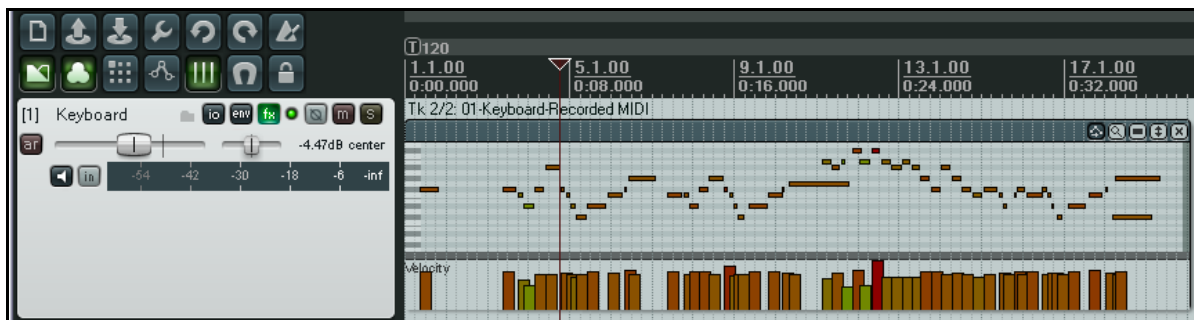 T 120
1.1.00 5.1.00 9.1.00 13.1.00 17.1.00
0:00.000 0:08.000 0:16.000 0:24.000 0:32.000
[1] Keyboard io env fx m s
Tk 2/2: 01-Keyboard-Recorded MIDI
ar -4.47dB center
in -54 -42 -30 -18 -6 -inf
Velocity